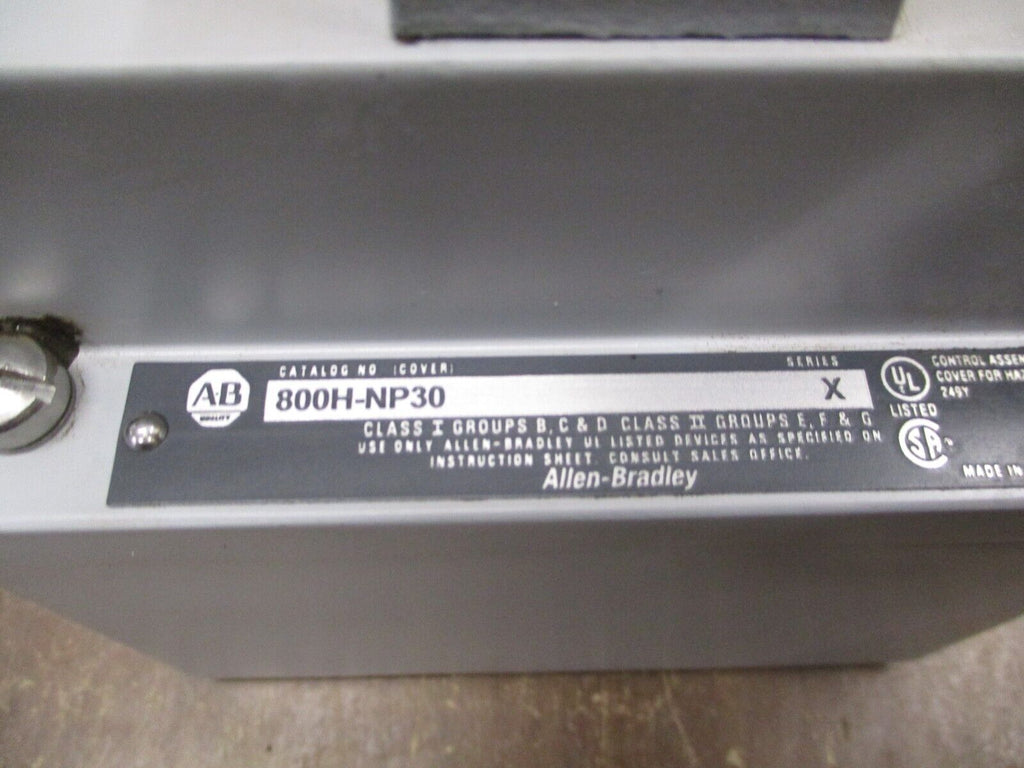 CATALOG NO (COVER) SERIES
A-B
QUALITY
800H-NP30 X
CLASS I GROUPS B, C & D CLASS II GROUPS E, F & G
USE ONLY ALLEN-BRADLEY UL LISTED DEVICES AS SPECIFIED ON
INSTRUCTION SHEET. CONSULT SALES OFFICE.
Allen-Bradley
UL
LISTED
SA
CONTROL ASSEM
COVER FOR HAZ
249Y
MADE IN